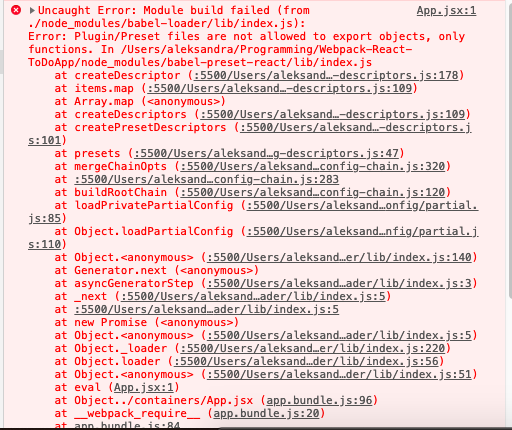 Uncaught Error: Module build failed (from App.jsx:1
./node_modules/babel-loader/lib/index.js):
Error: Plugin/Preset files are not allowed to export objects, only
functions. In /Users/aleksandra/Programming/Webpack-React-
ToDoApp/node_modules/babel-preset-react/lib/index.js
at createDescriptor (:5500/Users/aleksand…-descriptors.js:178)
at items.map (:5500/Users/aleksand…-descriptors.js:109)
at Array.map (<anonymous>)
at createDescriptors (:5500/Users/aleksand…-descriptors.js:109)
at createPresetDescriptors (:5500/Users/aleksand…-descriptors.j
s:101)
at presets (:5500/Users/aleksand…g-descriptors.js:47)
at mergeChainOpts (:5500/Users/aleksand…config-chain.js:320)
at :5500/Users/aleksand…config-chain.js:283
at buildRootChain (:5500/Users/aleksand…config-chain.js:120)
at loadPrivatePartialConfig (:5500/Users/aleksand…onfig/partial.
js:85)
at Object.loadPartialConfig (:5500/Users/aleksand…nfig/partial.j
s:110)
at Object.<anonymous> (:5500/Users/aleksand…er/lib/index.js:140)
at Generator.next (<anonymous>)
at asyncGeneratorStep (:5500/Users/aleksand…ader/lib/index.js:3)
at _next (:5500/Users/aleksand…ader/lib/index.js:5)
at :5500/Users/aleksand…ader/lib/index.js:5
at new Promise (<anonymous>)
at Object.<anonymous> (:5500/Users/aleksand…ader/lib/index.js:5)
at Object._loader (:5500/Users/aleksand…er/lib/index.js:220)
at Object.loader (:5500/Users/aleksand…der/lib/index.js:56)
at Object.<anonymous> (:5500/Users/aleksand…der/lib/index.js:51)
at eval (App.jsx:1)
at Object../containers/App.jsx (app.bundle.js:96)
at __webpack_require__ (app.bundle.js:20)
at app.bundle.js:84